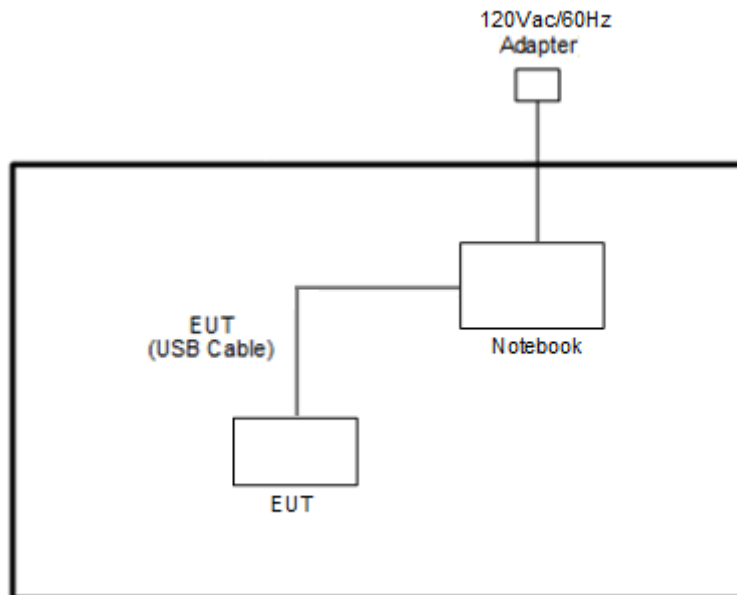 120Vac/60Hz
Adapter
EUT
(USB Cable)
Notebook
EUT